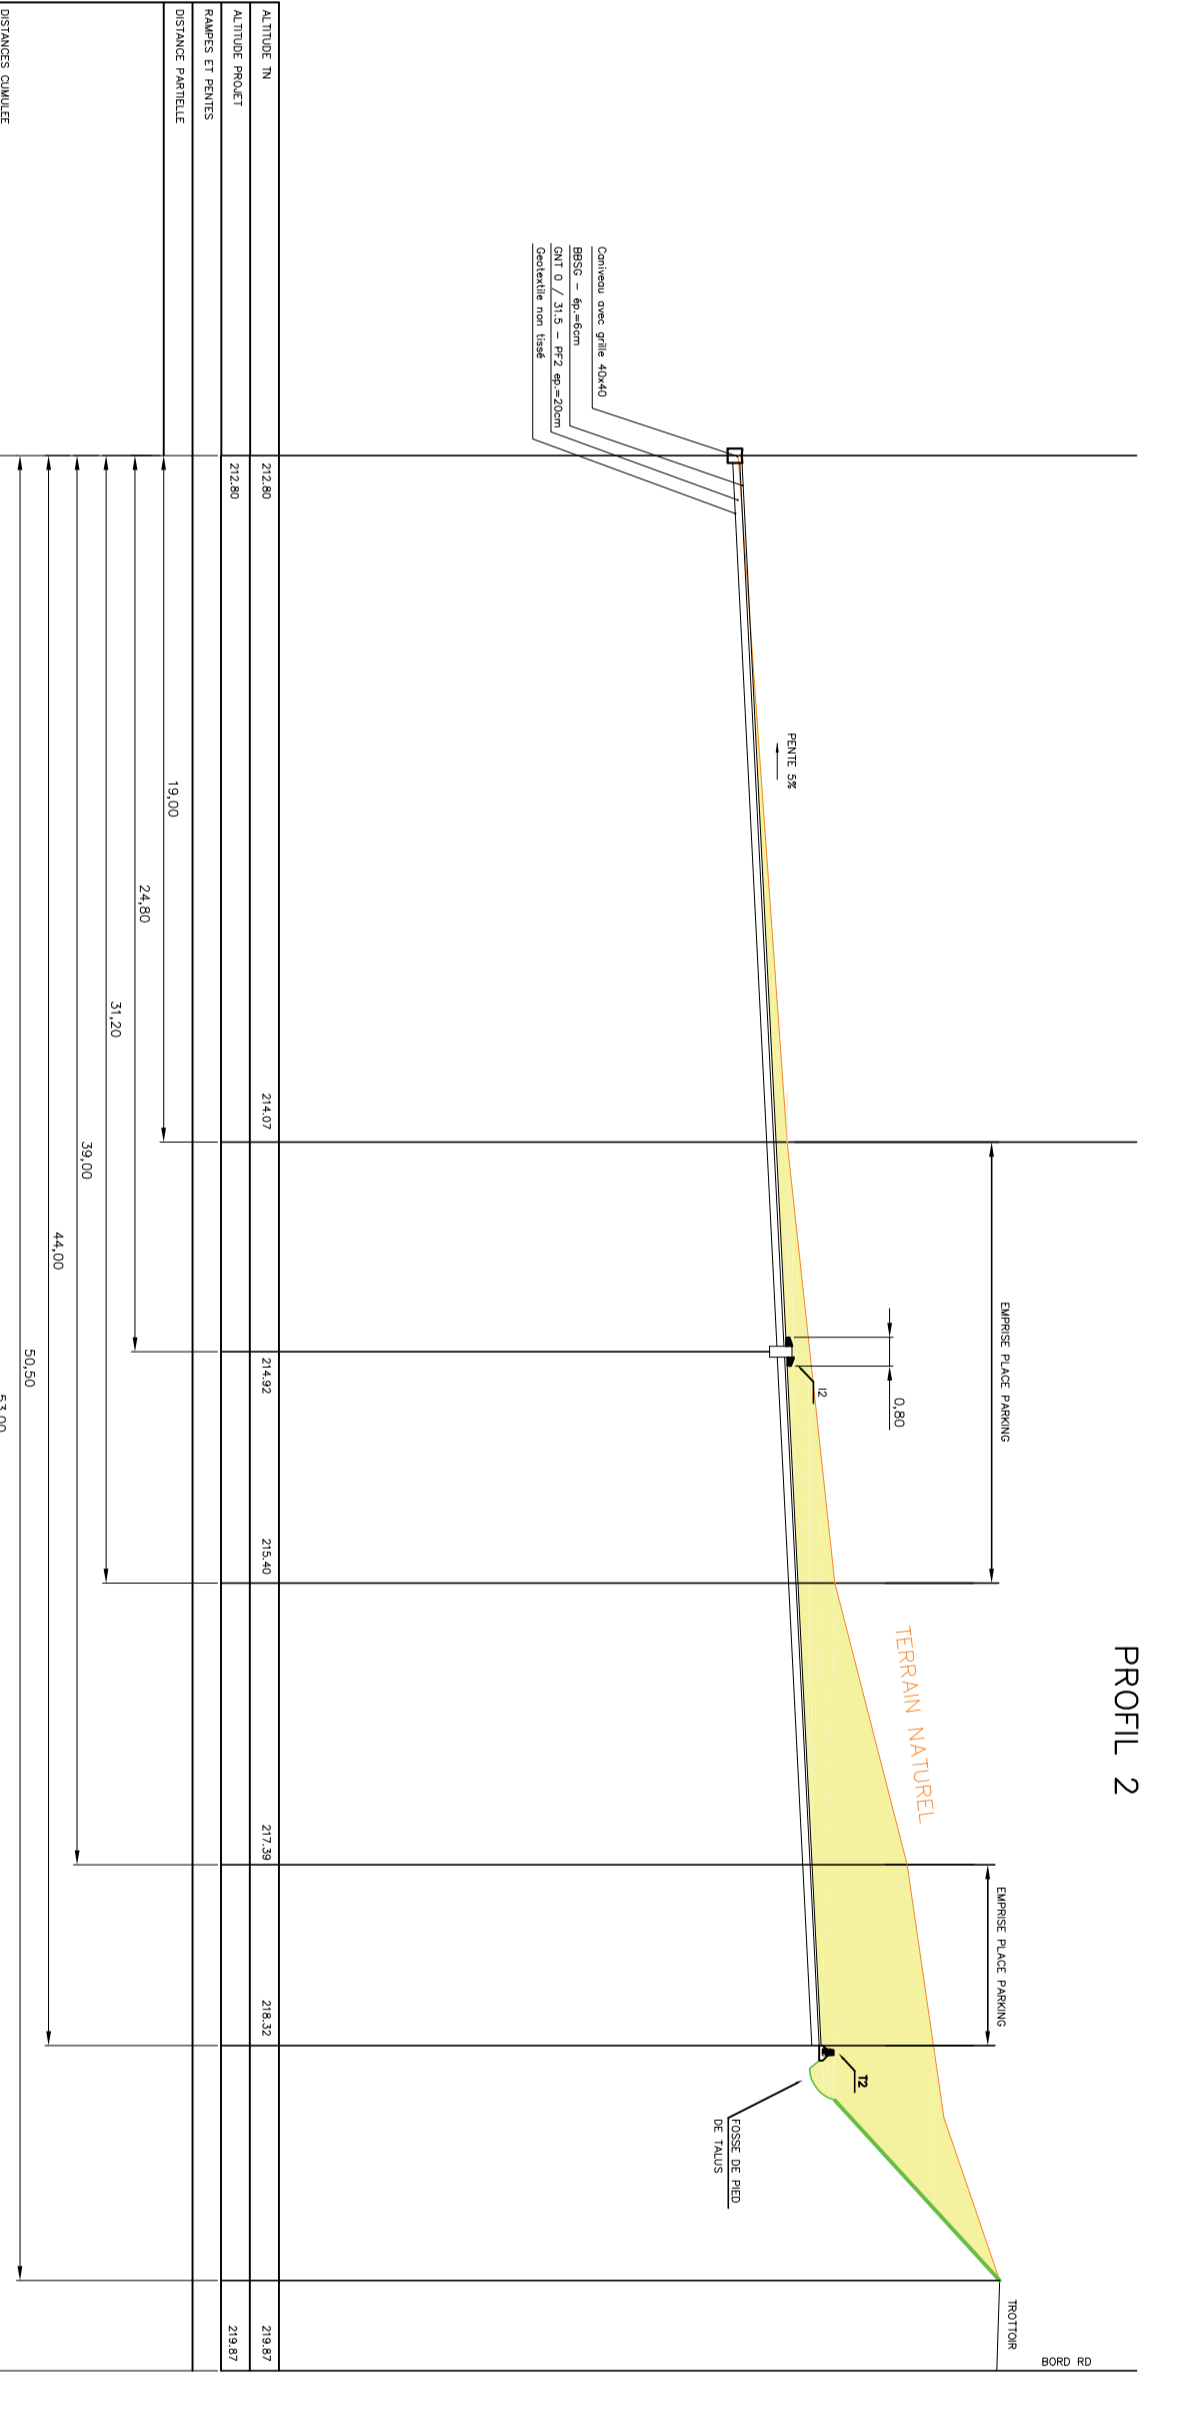 PROFIL 2
BORD RD
TROTTOIR
EMPRISE PLACE PARKING
EMPRISE PLACE PARKING
TERRAIN NATUREL
0,80
I2
T2
PENTE 5%
FOSSE DE PIED
DE TALUS
Caniveau avec grille 40x40
BBSG - ép.=6cm
GNT 0 / 31.5 - PF2 ep.=20cm
Geotextile non tissé
ALTITUDE TN 212.80 214.07 214.92 215.40 217.39 218.32 219.87
ALTITUDE PROJET 212.80 219.87
RAMPES ET PENTES
DISTANCE PARTIELLE 19,00
24,80
31,20
39,00
44,00
50,50
DISTANCES CUMULEE 53,00